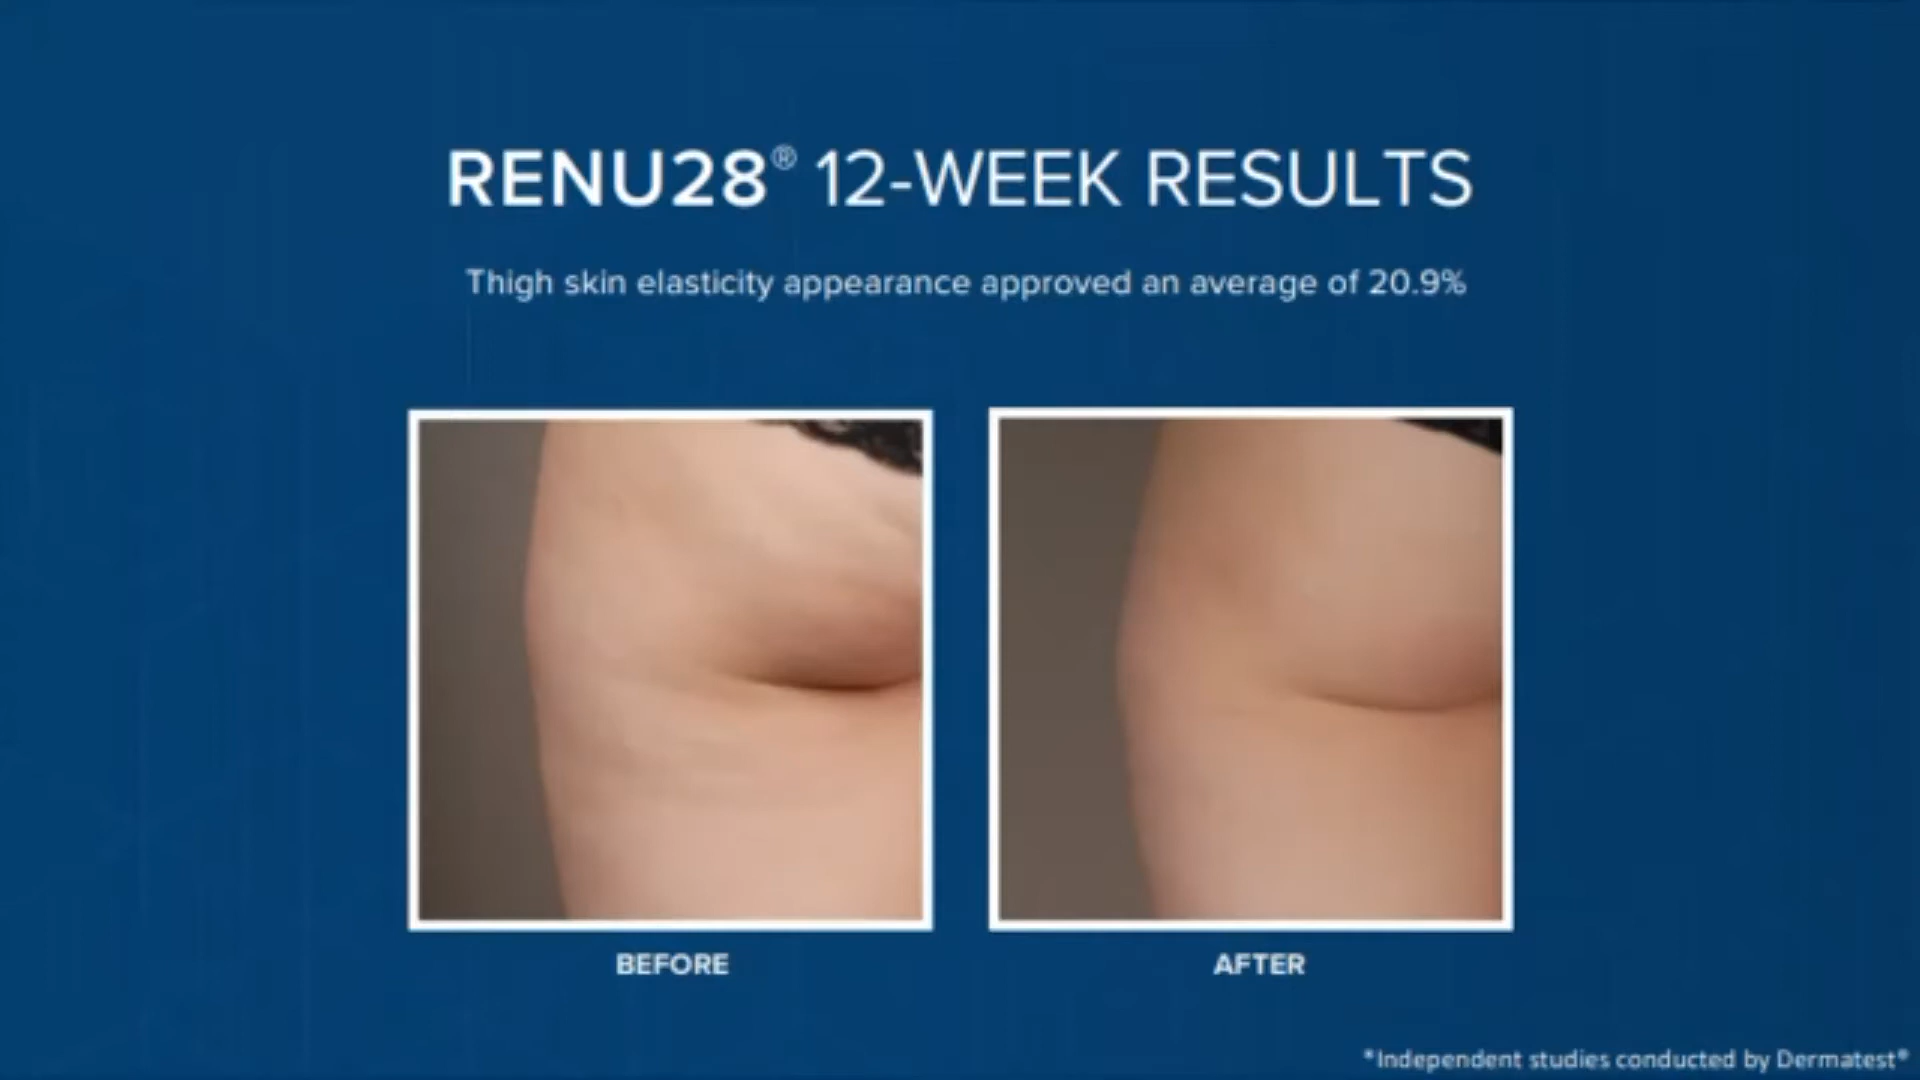 RENU28® 12-WEEK RESULTS
Thigh skin elasticity appearance approved an average of 20.9%
BEFORE
AFTER
*Independent studies conducted by Dermatest®